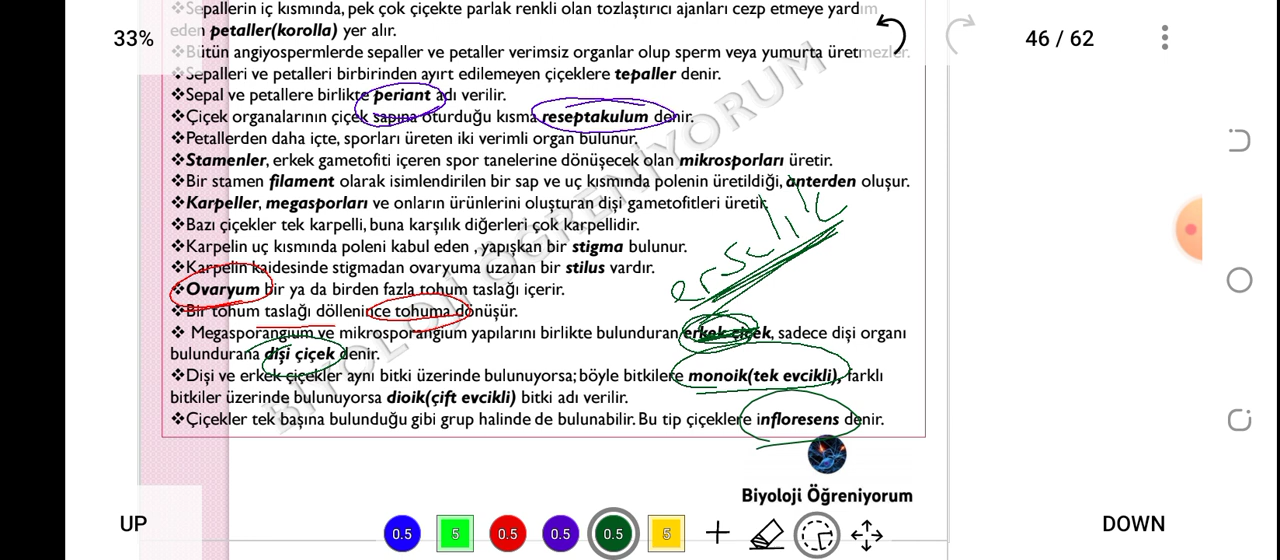 ❖Sepallerin iç kısmında, pek çok çiçekte parlak renkli olan tozlaştırıcı ajanları cezp etmeye yardım
33%
46 / 62
eden petaller(korolla) yer alır.
❖Bütün angiyospermlerde sepaller ve petaller verimsiz organlar olup sperm veya yumurta üretmezler.
❖Sepalleri ve petalleri birbirinden ayırt edilemeyen çiçeklere tepaller denir.
❖Sepal ve petallere birlikte periant adı verilir.
❖Çiçek organalarının çiçek sapına oturduğu kısma reseptakulum denir.
❖Petallerden daha içte, sporları üreten iki verimli organ bulunur.
❖Stamenler, erkek gametofiti içeren spor tanelerine dönüşecek olan mikrosporları üretir.
❖Bir stamen filament olarak isimlendirilen bir sap ve uç kısmında polenin üretildiği, anterden oluşur.
❖Karpeller, megasporları ve onların ürünlerini oluşturan dişi gametofitleri üretir.
❖Bazı çiçekler tek karpelli, buna karşılık diğerleri çok karpellidir.
❖Karpelin uç kısmında poleni kabul eden , yapışkan bir stigma bulunur.
❖Karpelin kaidesinde stigmadan ovaryuma uzanan bir stilus vardır.
erselik
❖Ovaryum bir ya da birden fazla tohum taslağı içerir.
❖Bir tohum taslağı döllenince tohuma dönüşür.
❖ Megasporangium ve mikrosporangium yapılarını birlikte bulunduran erkek çiçek, sadece dişi organı
bulundurana dişi çiçek denir.
❖Dişi ve erkek çiçekler aynı bitki üzerinde bulunuyorsa; böyle bitkilere monoik(tek evcikli), farklı
bitkiler üzerinde bulunuyorsa dioik(çift evcikli) bitki adı verilir.
❖Çiçekler tek başına bulunduğu gibi grup halinde de bulunabilir. Bu tip çiçeklere infloresens denir.
BİYOLOJİ ÖĞRENİYORUM
Biyoloji Öğreniyorum
UP
0.5 5 0.5 0.5 0.5 5
DOWN